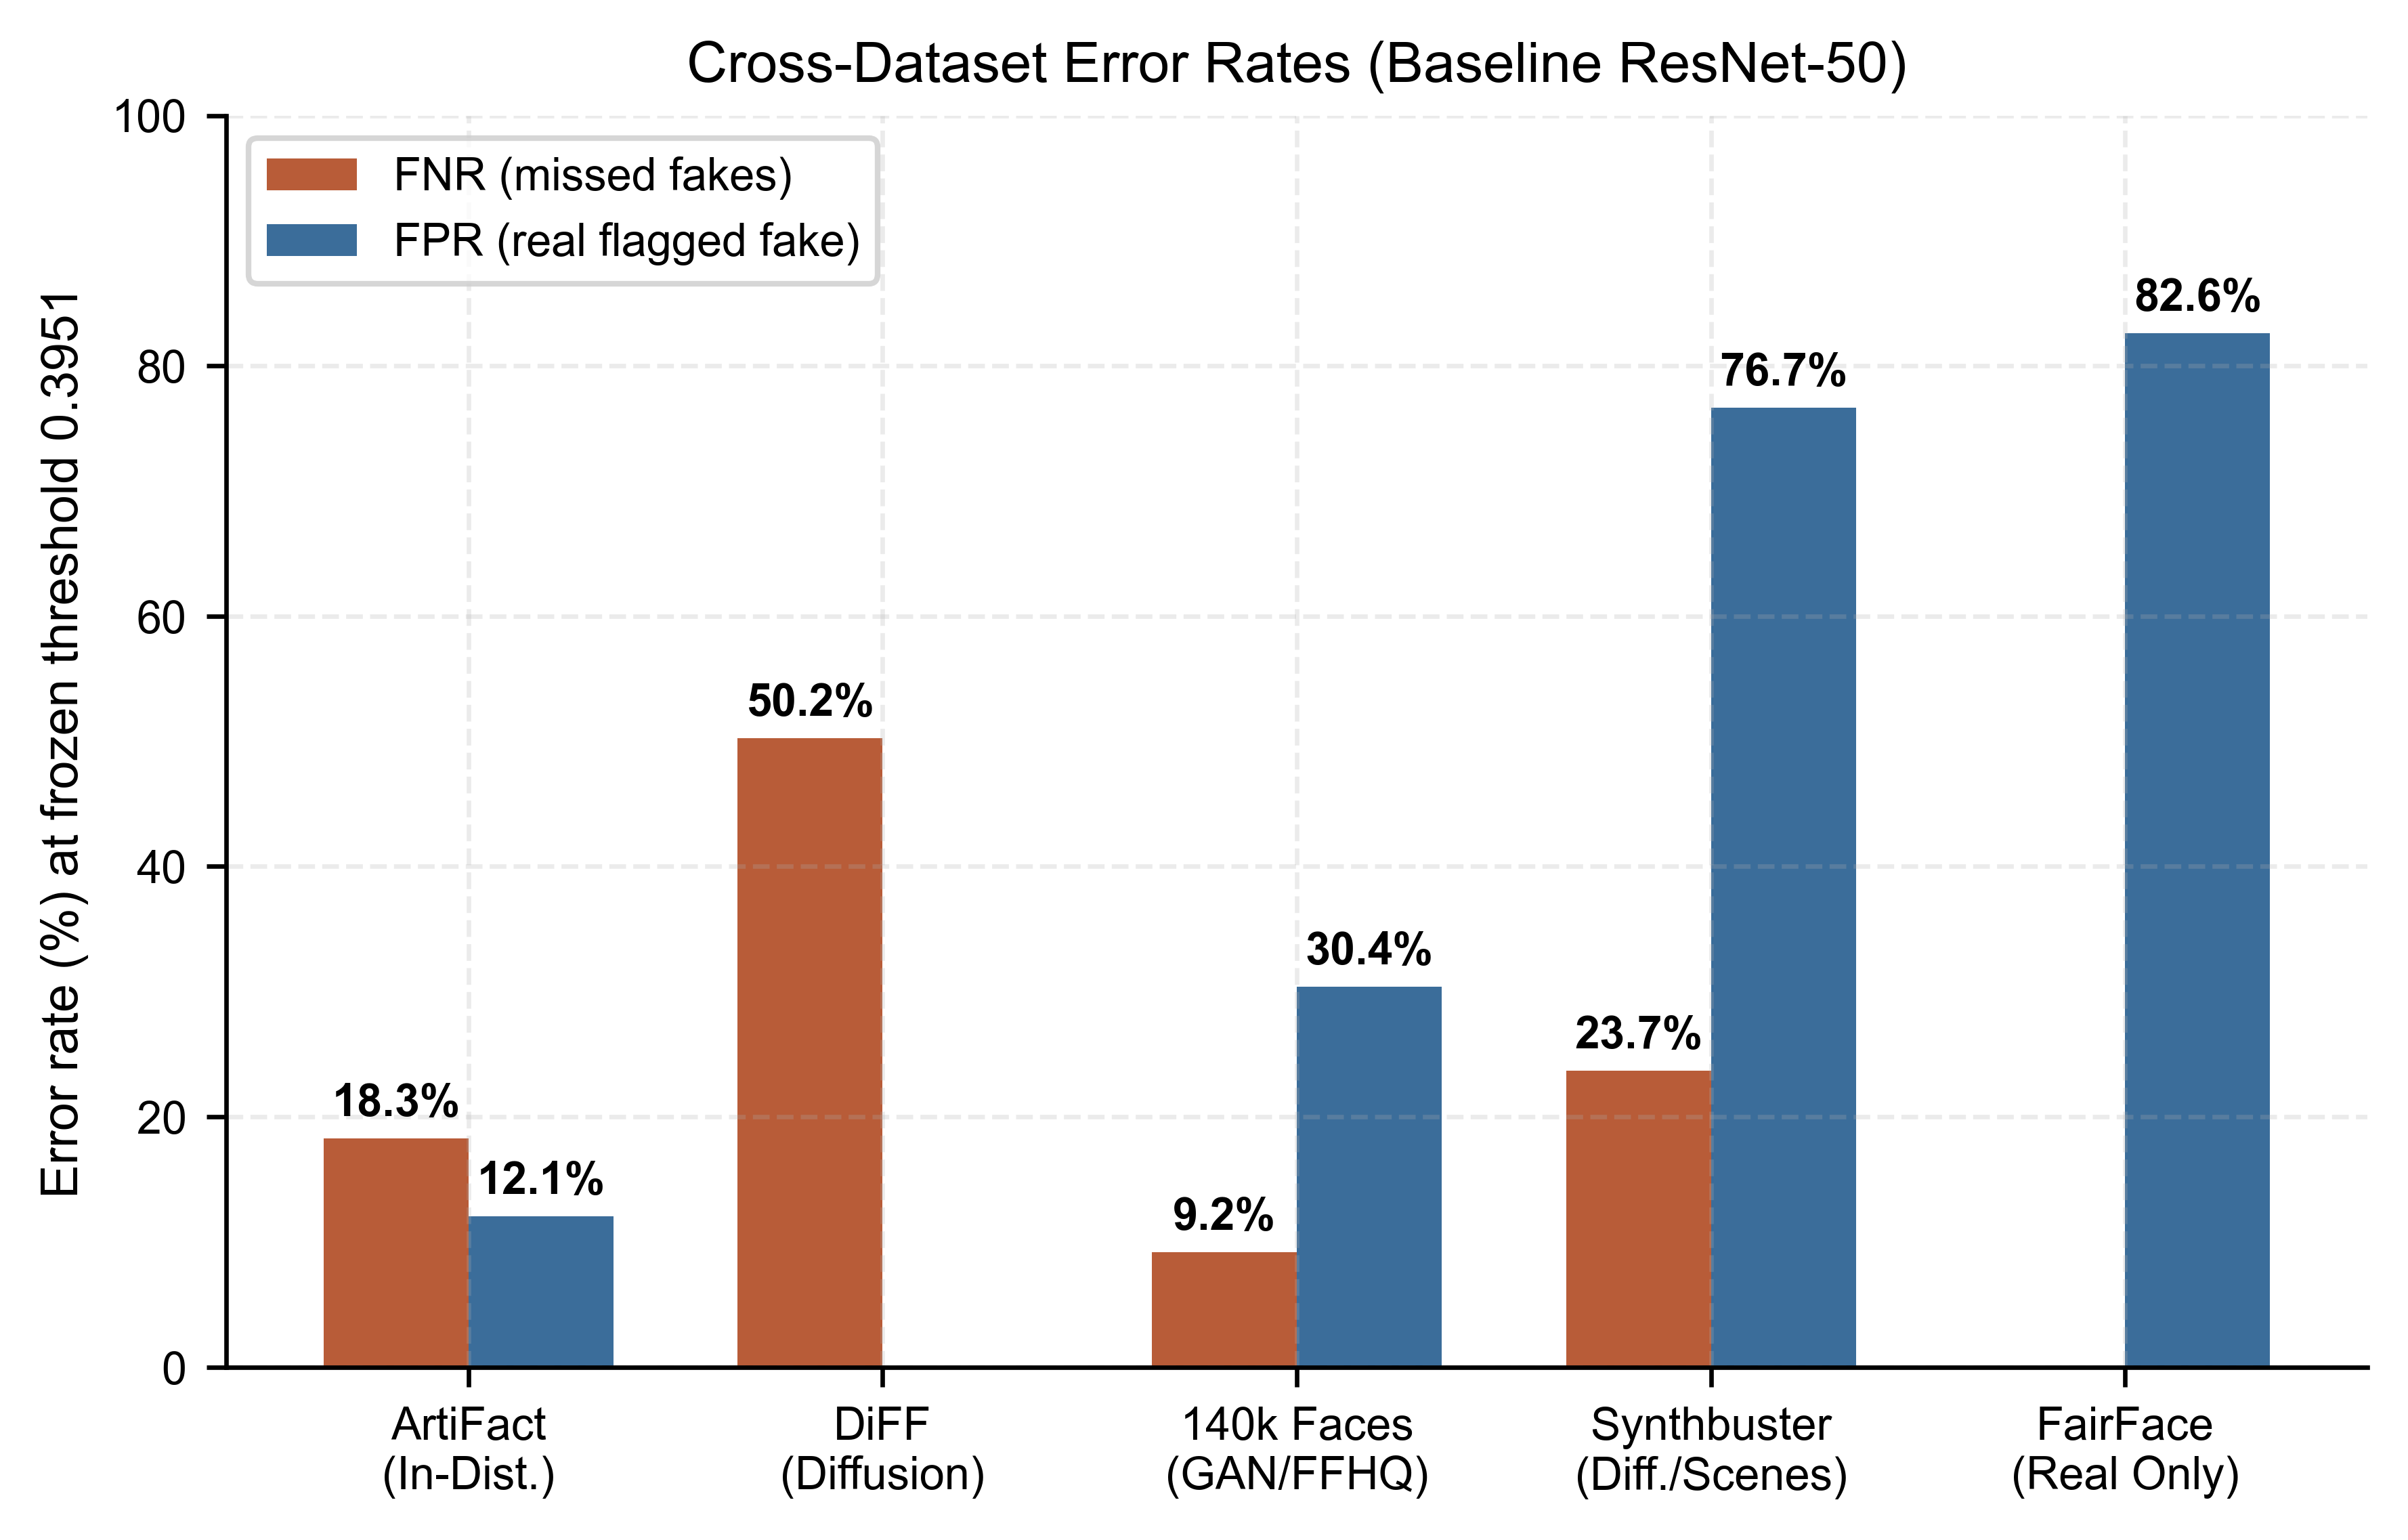 Cross-Dataset Error Rates (Baseline ResNet-50)
FNR (missed fakes)
FPR (real flagged fake)
Error rate (%) at frozen threshold 0.3951
100
80
60
40
20
0
18.3%
12.1%
50.2%
9.2%
30.4%
23.7%
76.7%
82.6%
ArtiFact
(In-Dist.)
DiFF
(Diffusion)
140k Faces
(GAN/FFHQ)
Synthbuster
(Diff./Scenes)
FairFace
(Real Only)